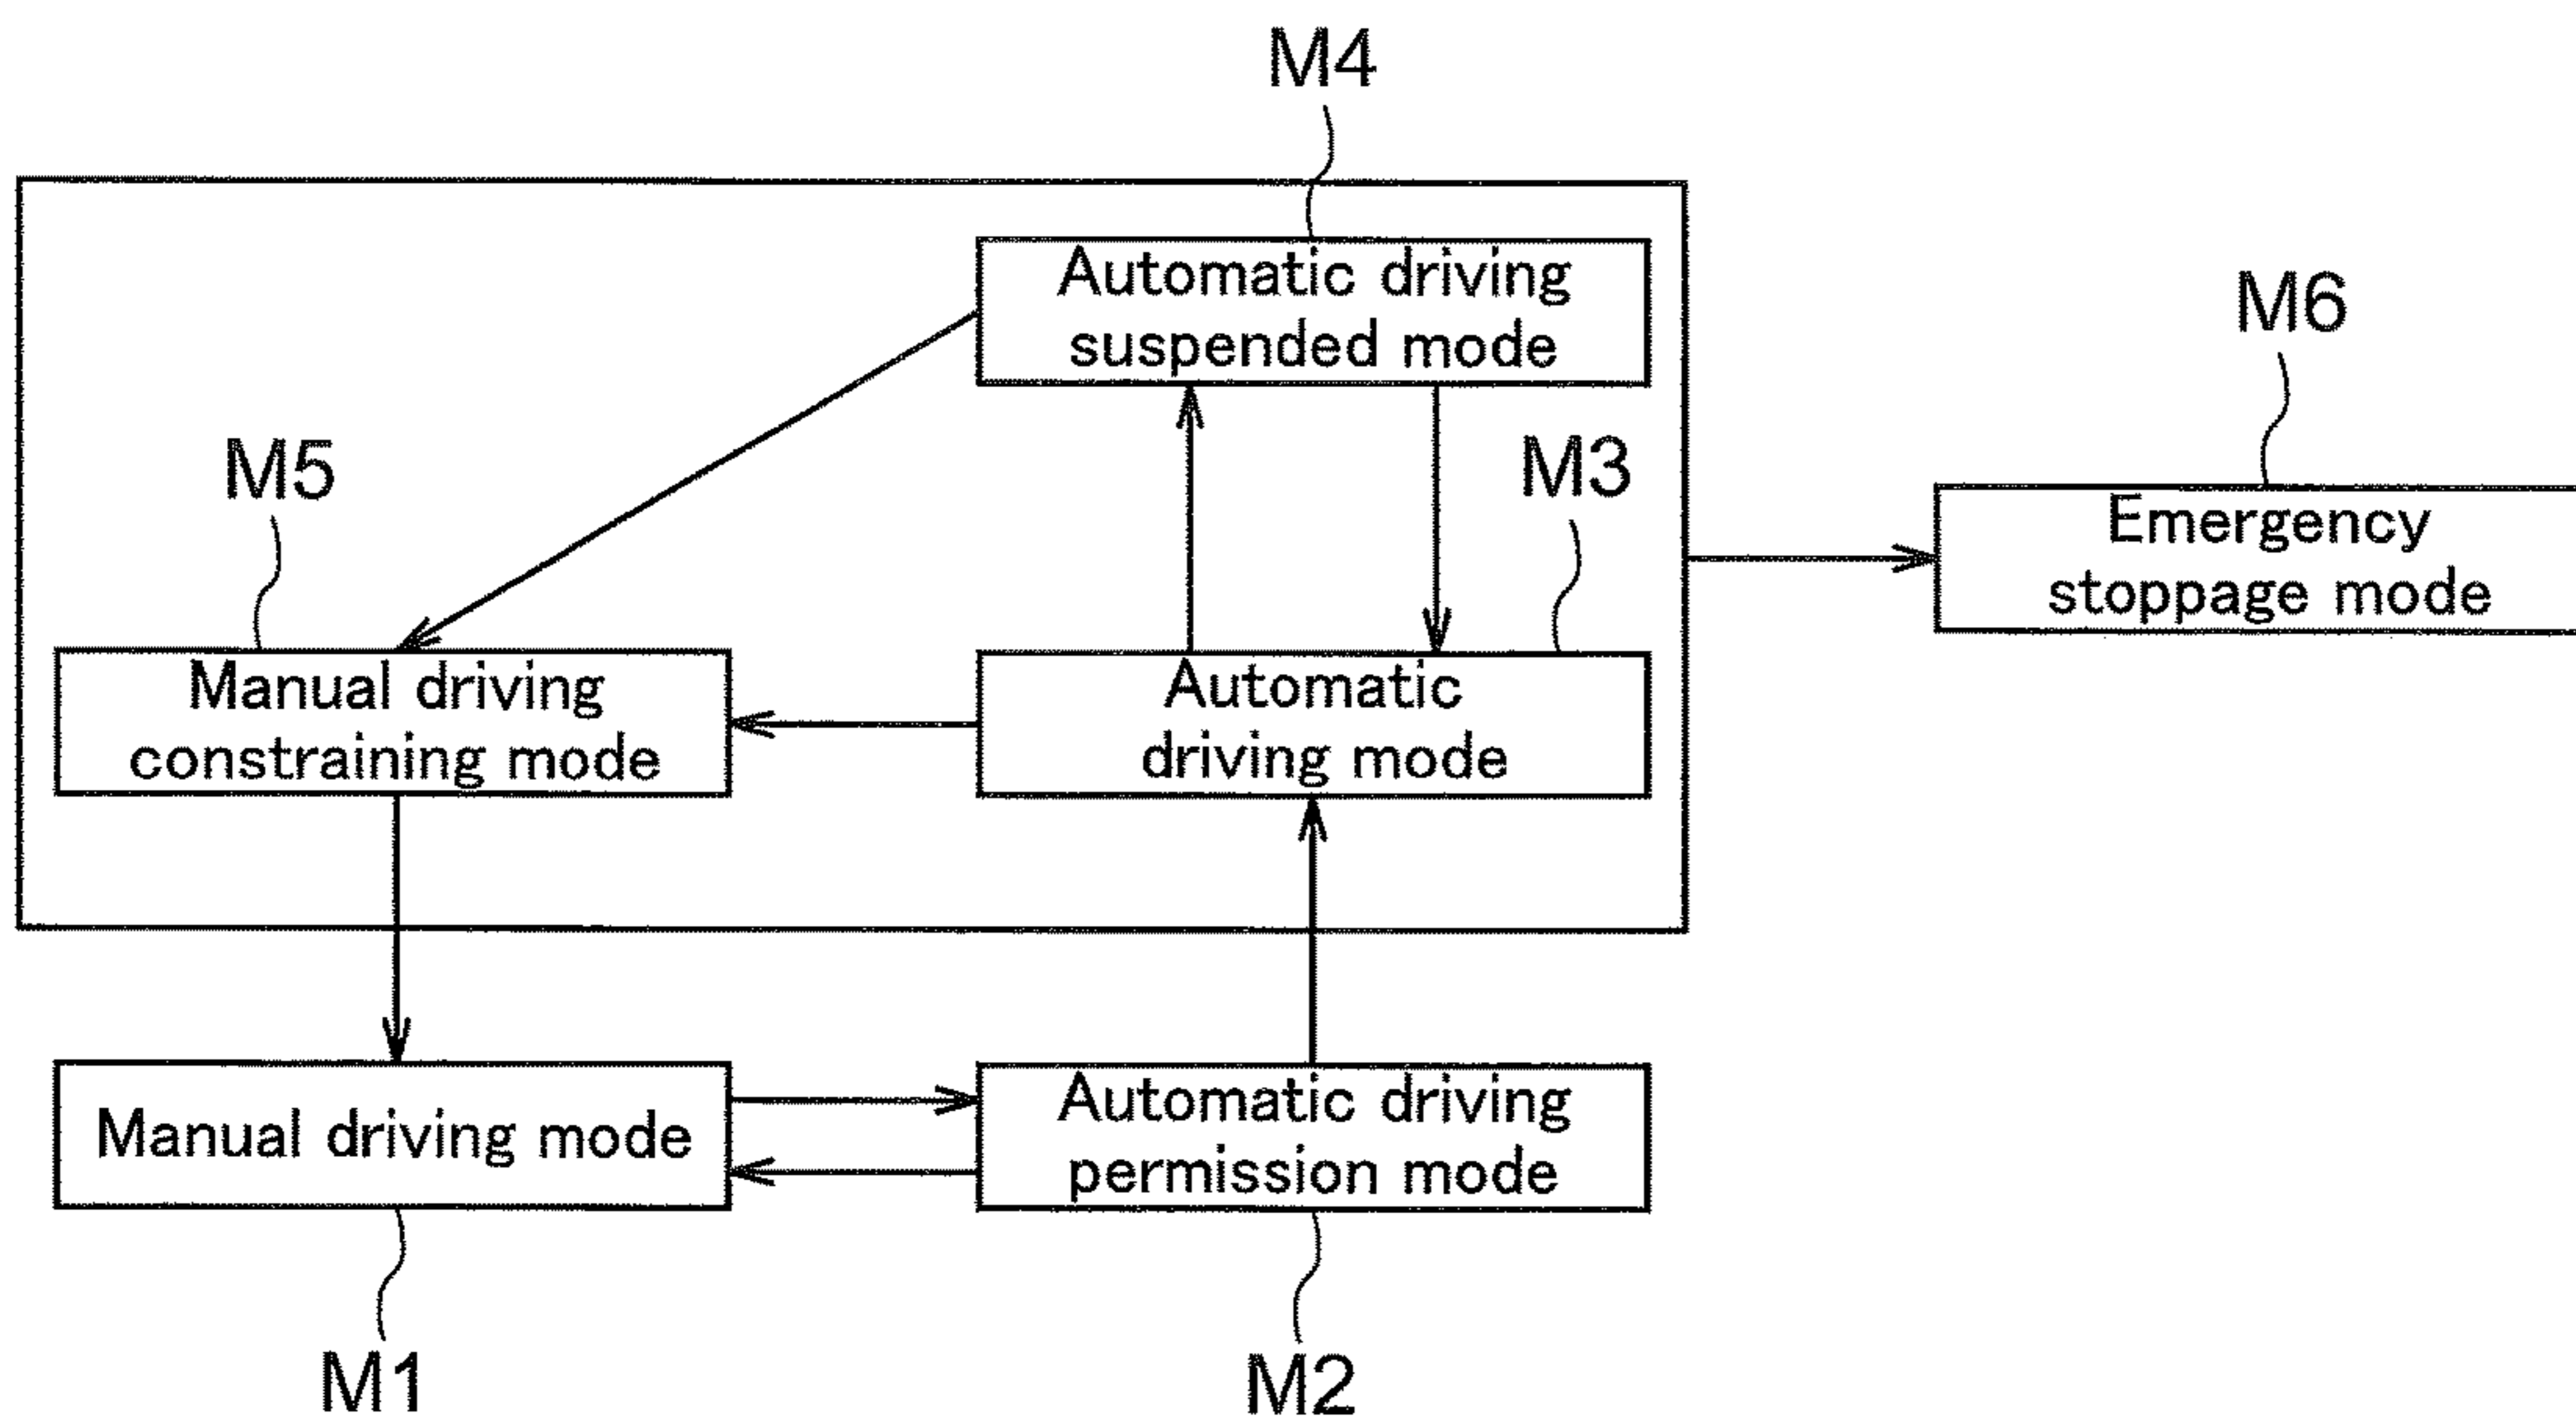 M4
Automatic driving
suspended mode
M6
Emergency
stoppage mode
M5
M3
Manual driving
constraining mode
Automatic
driving mode
Manual driving mode
Automatic driving
permission mode
M1
M2